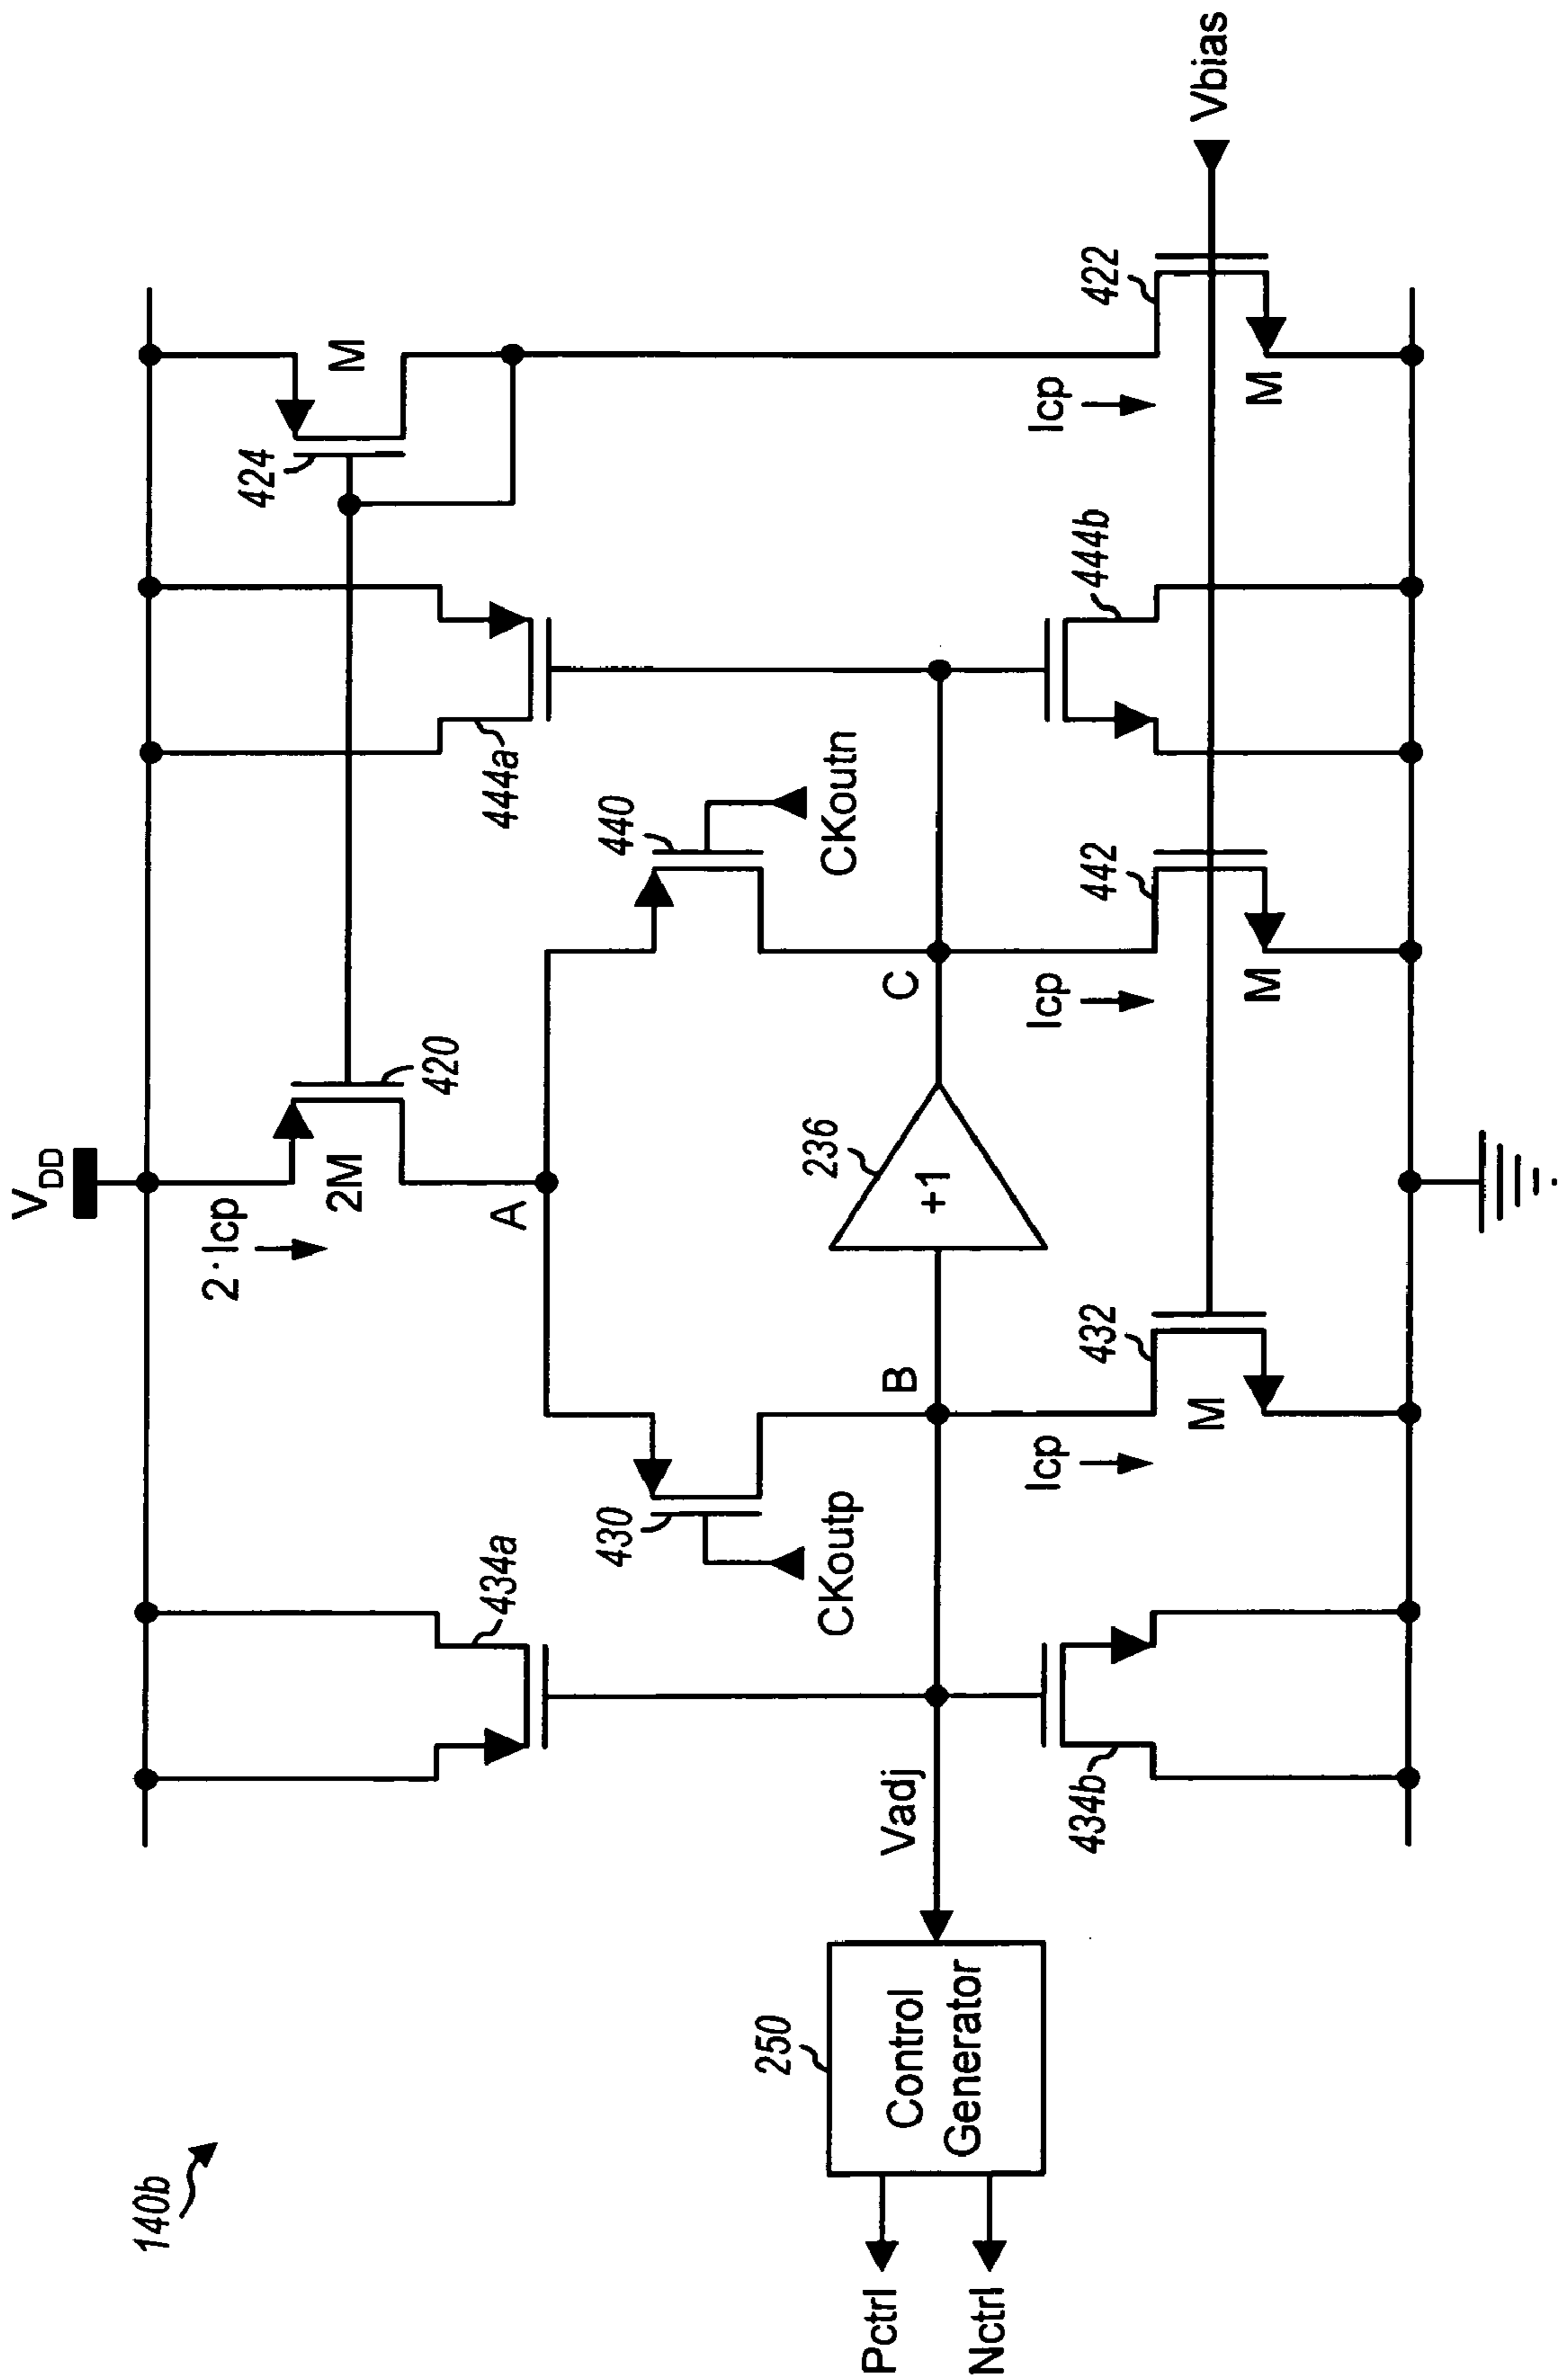 140b
VDD
2·Icp
2M
420
424
M
434a
A
444a
430
CKoutp
440
CKoutn
250
Control
Generator
Pctrl
Nctrl
Vadj
B
236
+1
C
434b
444b
Icp
432
M
Icp
442
M
Icp
422
M
Vbias